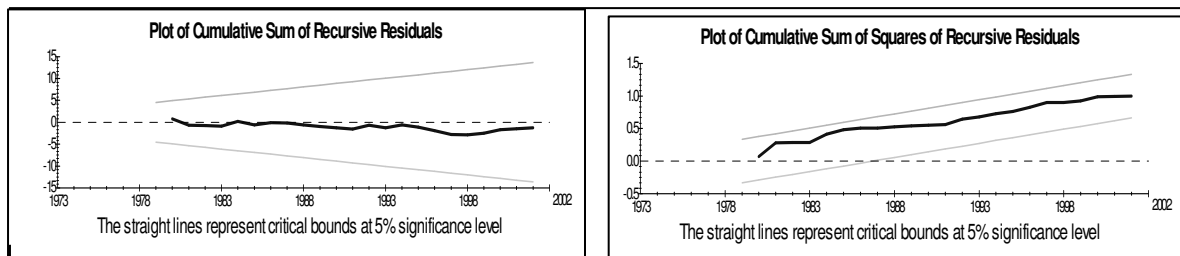 Plot of Cumulative Sum of Recursive Residuals
15
10
5
0
-5
-10
-15
1973 1978 1983 1988 1993 1998 2002
The straight lines represent critical bounds at 5% significance level
Plot of Cumulative Sum of Squares of Recursive Residuals
1.5
1.0
0.5
0.0
-0.5
1973 1978 1983 1988 1993 1998 2002
The straight lines represent critical bounds at 5% significance level